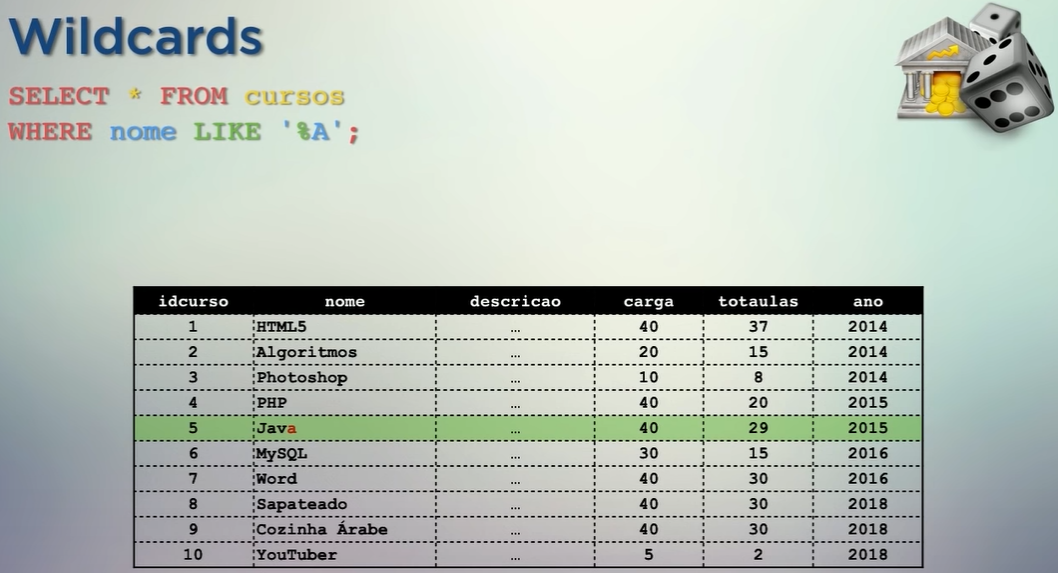 Wildcards
SELECT * FROM cursos
WHERE nome LIKE '%A';
idcurso nome descricao carga totaulas ano
1 HTML5 … 40 37 2014
2 Algoritmos … 20 15 2014
3 Photoshop … 10 8 2014
4 PHP … 40 20 2015
5 Java … 40 29 2015
6 MySQL … 30 15 2016
7 Word … 40 30 2016
8 Sapateado … 40 30 2018
9 Cozinha Árabe … 40 30 2018
10 YouTuber … 5 2 2018